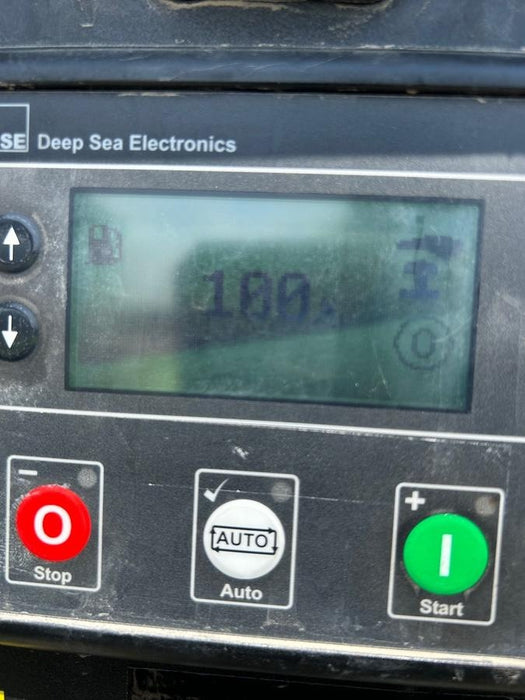 SE Deep Sea Electronics
100%
O
- 
O
Stop
AUTO
Auto
+
I
Start